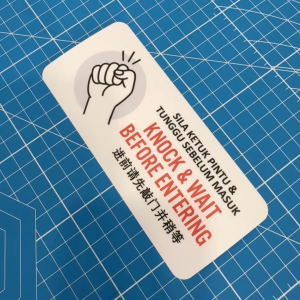 SILA KETUK PINTU &
TUNGGU SEBELUM MASUK
KNOCK & WAIT
BEFORE ENTERING
进前请先敲门并稍等